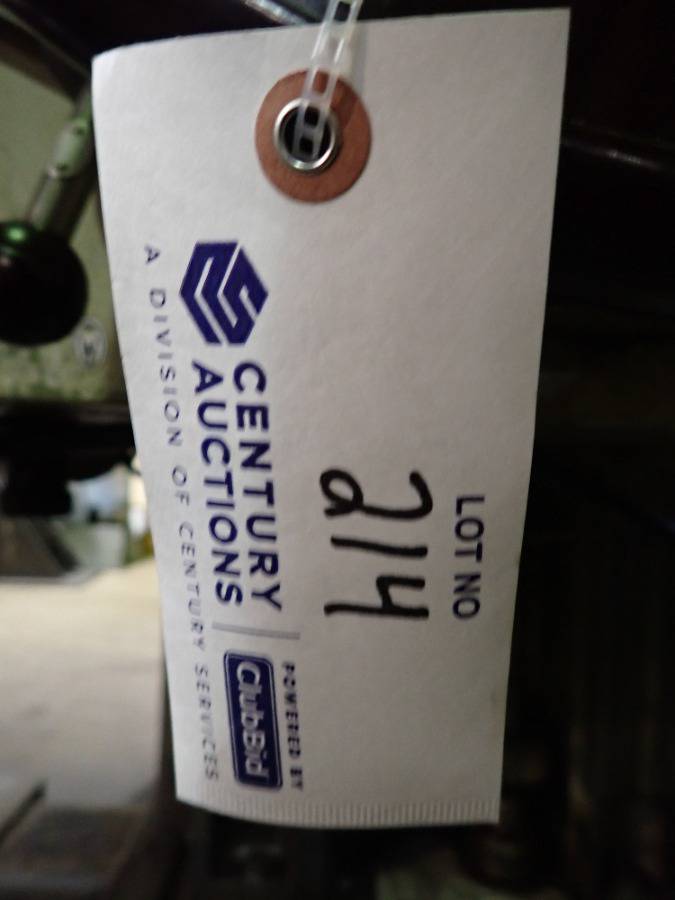 LOT NO
214
CENTURY
AUCTIONS
POWERED BY
ClubBid
A DIVISION OF CENTURY SERVICES